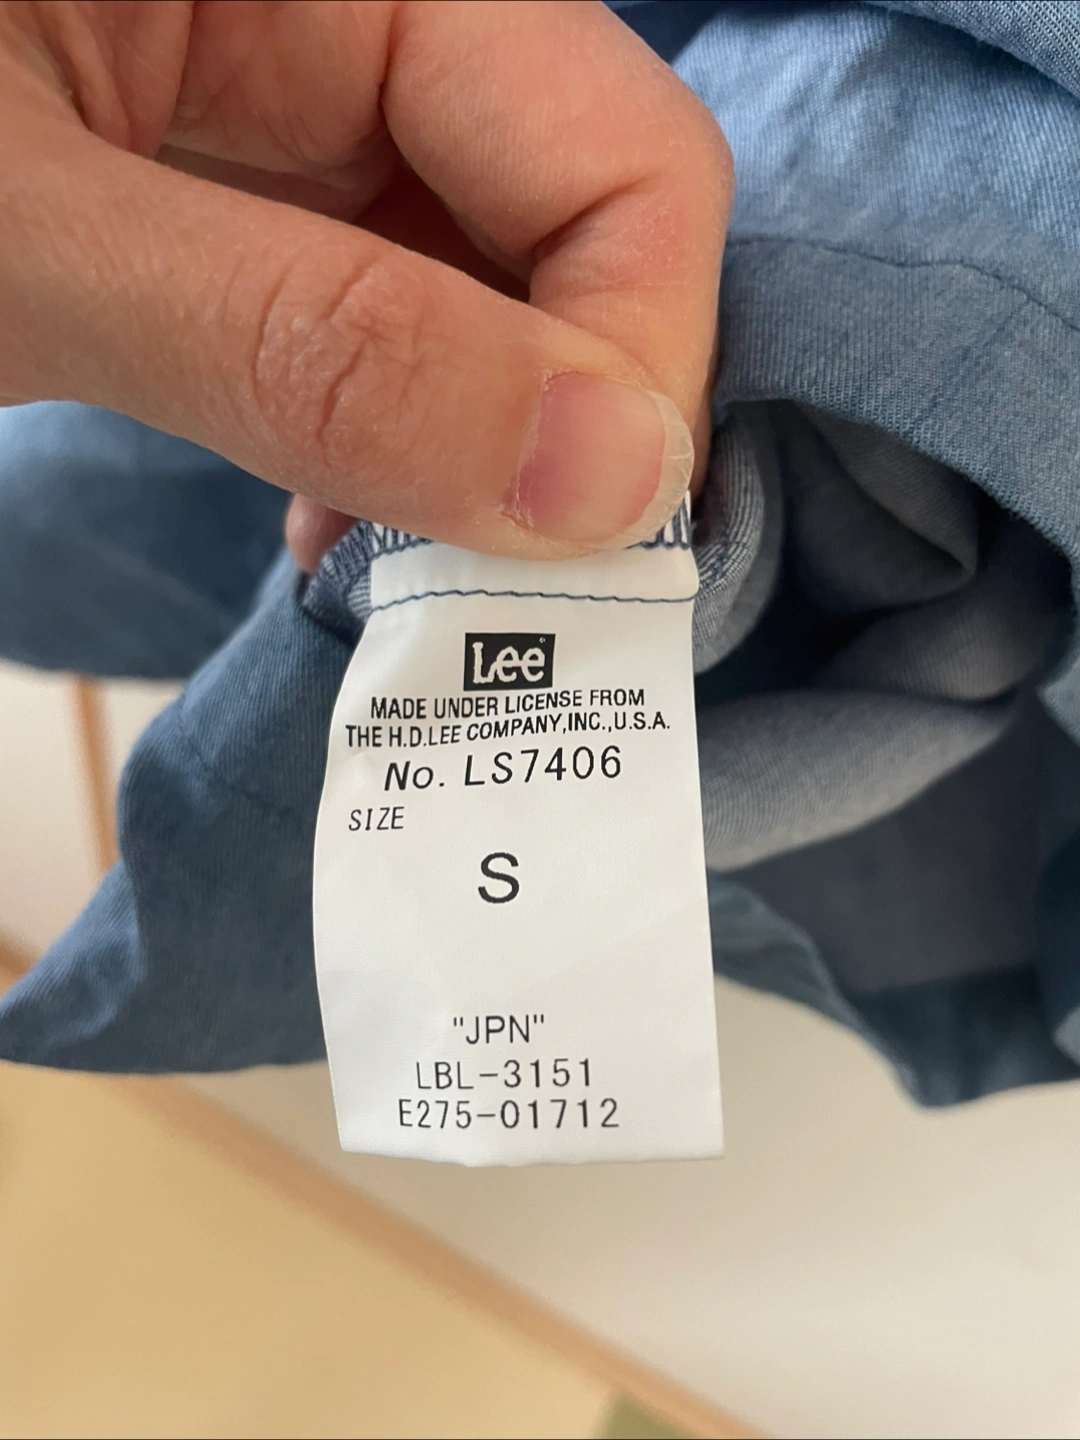 Lee
MADE UNDER LICENSE FROM
THE H.D.LEE COMPANY,INC.,U.S.A.
No. LS7406
SIZE
S
"JPN"
LBL-3151
E275-01712